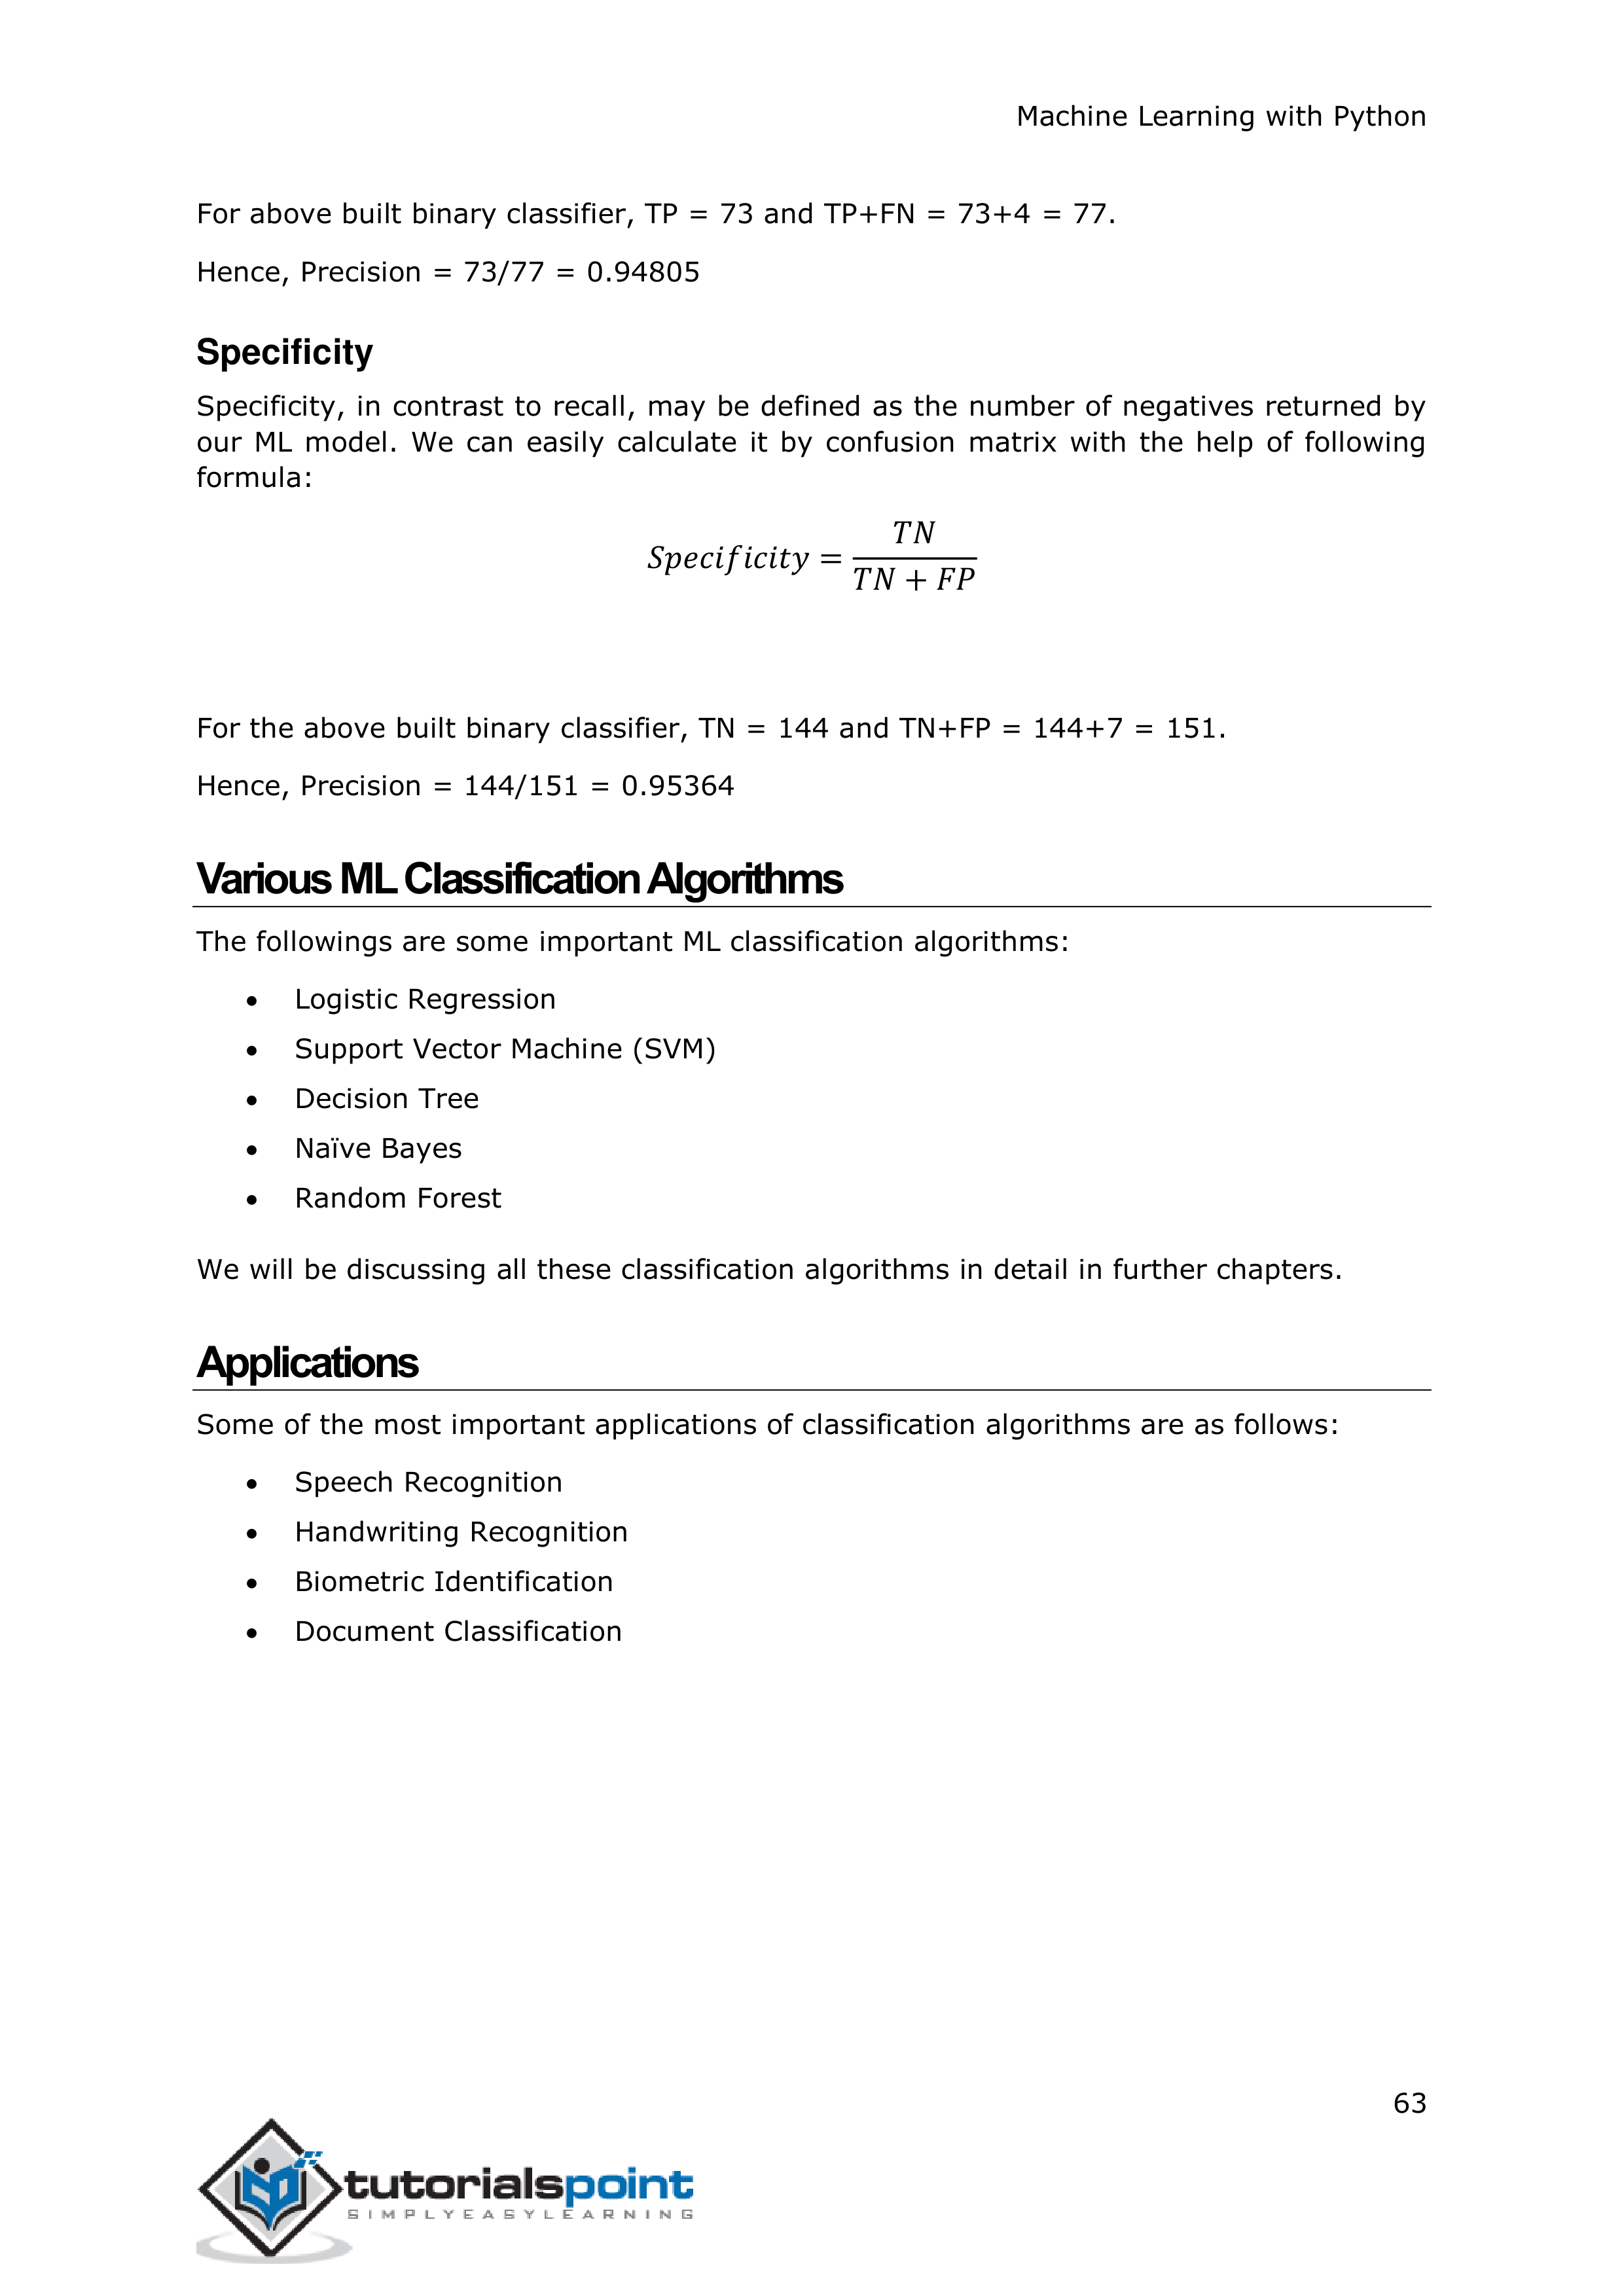 Machine Learning with Python
For above built binary classifier, TP = 73 and TP+FN = 73+4 = 77.
Hence, Precision = 73/77 = 0.94805
Specificity
Specificity, in contrast to recall, may be defined as the number of negatives returned by
our ML model. We can easily calculate it by confusion matrix with the help of following
formula:
Specificity = TN / (TN + FP)
For the above built binary classifier, TN = 144 and TN+FP = 144+7 = 151.
Hence, Precision = 144/151 = 0.95364
Various ML Classification Algorithms
The followings are some important ML classification algorithms:
• Logistic Regression
• Support Vector Machine (SVM)
• Decision Tree
• Naïve Bayes
• Random Forest
We will be discussing all these classification algorithms in detail in further chapters.
Applications
Some of the most important applications of classification algorithms are as follows:
• Speech Recognition
• Handwriting Recognition
• Biometric Identification
• Document Classification
63
tutorialspoint
SIMPLYEASYLEARNING